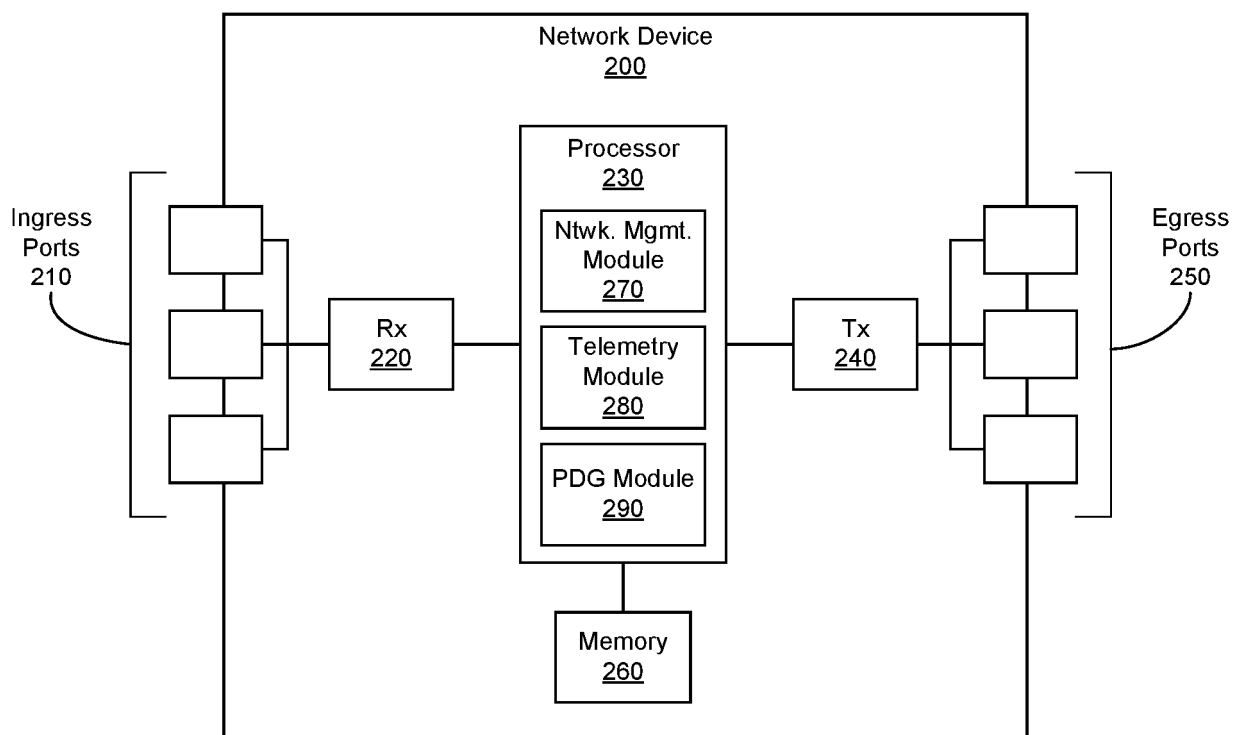 Network Device
200
Processor
230
Ingress
Ports
210
Egress
Ports
250
Ntwk. Mgmt.
Module
270
Rx
220
Tx
240
Telemetry
Module
280
PDG Module
290
Memory
260